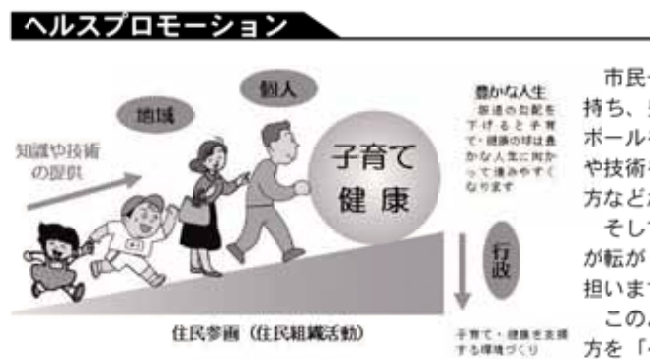 ヘルスプロモーション
個人
地域
知識や技術
の提供
子育て
健康
豊かな人生
坂道の勾配を
下げると子育
て・健康の球は豊
かな人生に向か
って進みやすく
なります
行政
住民参画（住民組織活動）
子育て・健康を支援
する環境づくり
市民
持ち、
ボールを
や技術
方などが
そして
が転が
担います
このよ
方を「